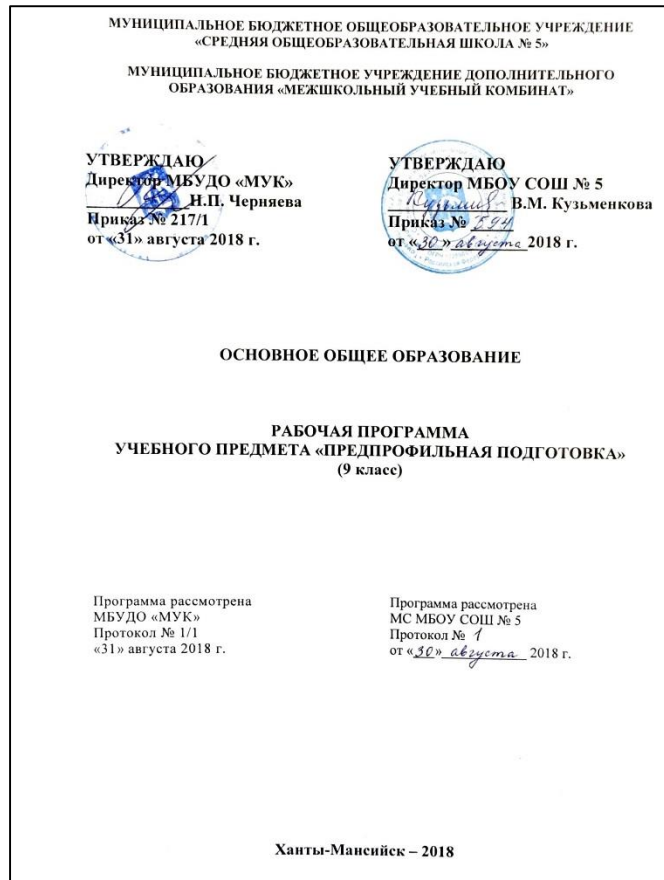 МУНИЦИПАЛЬНОЕ БЮДЖЕТНОЕ ОБЩЕОБРАЗОВАТЕЛЬНОЕ УЧРЕЖДЕНИЕ
«СРЕДНЯЯ ОБЩЕОБРАЗОВАТЕЛЬНАЯ ШКОЛА № 5»
МУНИЦИПАЛЬНОЕ БЮДЖЕТНОЕ УЧРЕЖДЕНИЕ ДОПОЛНИТЕЛЬНОГО
ОБРАЗОВАНИЯ «МЕЖШКОЛЬНЫЙ УЧЕБНЫЙ КОМБИНАТ»
УТВЕРЖДАЮ
Директор МБУДО «МУК»
Н.П. Черняева
Приказ № 217/1
от «31» августа 2018 г.
УТВЕРЖДАЮ
Директор МБОУ СОШ № 5
В.М. Кузьменкова
Приказ №
от «30» августа 2018 г.
ОСНОВНОЕ ОБЩЕЕ ОБРАЗОВАНИЕ
РАБОЧАЯ ПРОГРАММА
УЧЕБНОГО ПРЕДМЕТА «ПРЕДПРОФИЛЬНАЯ ПОДГОТОВКА»
(9 класс)
Программа рассмотрена
МБУДО «МУК»
Протокол № 1/1
«31» августа 2018 г.
Программа рассмотрена
МС МБОУ СОШ № 5
Протокол № 1
от «30» августа 2018 г.
Ханты-Мансийск – 2018